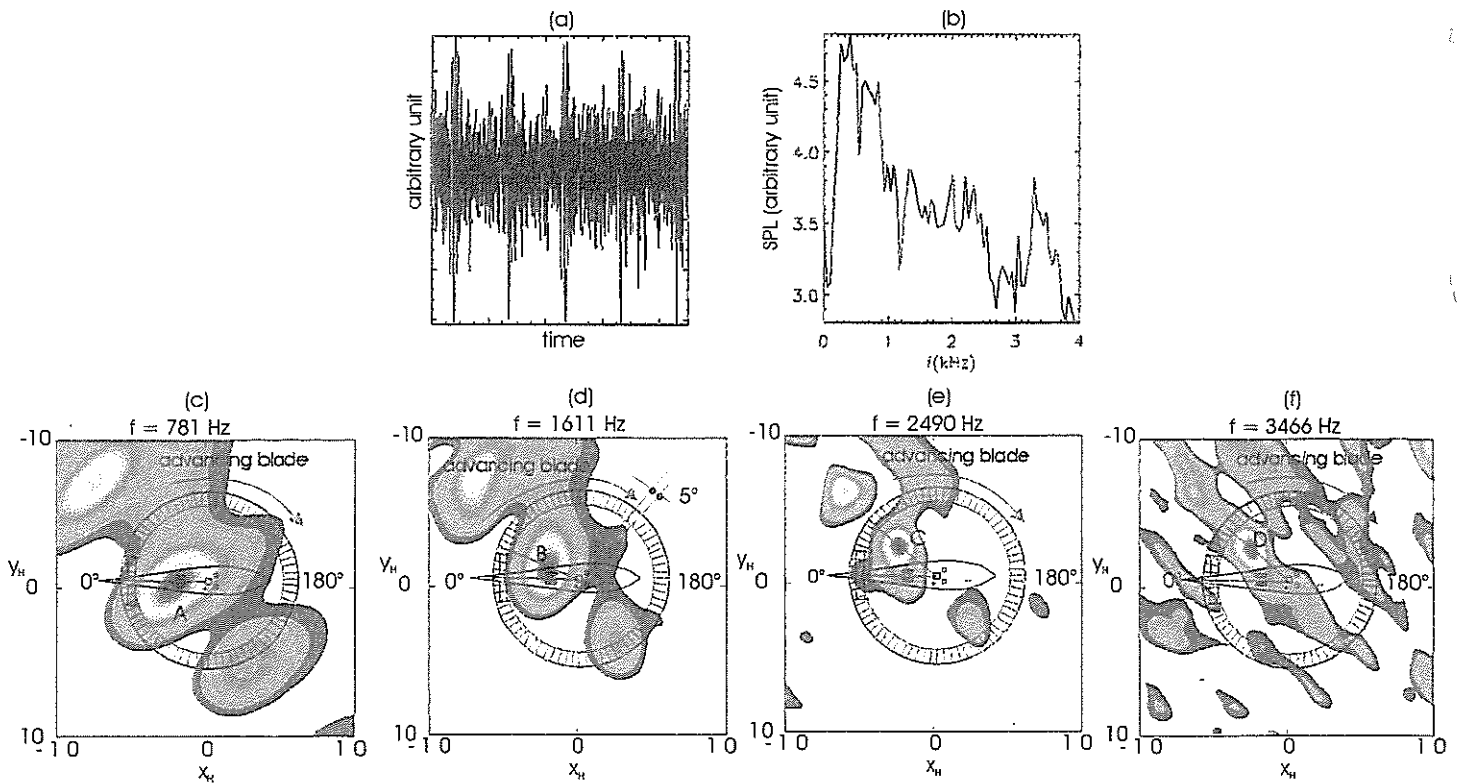 (a)
arbitrary unit
time
(b)
SPL (arbitrary unit)
4.5
4.0
3.5
3.0
0 1 2 3 4
f(kHz)
(c)
f = 781 Hz
-10
advancing blade
Y_H
0
0°
180°
A
10
-10 0 10
X_H
(d)
f = 1611 Hz
-10
advancing blade
5°
B
0
0°
180°
10
-10 0 10
X_H
(e)
f = 2490 Hz
-10
advancing blade
C
Y_H
0
0°
180°
10
-10 0 10
X_H
(f)
f = 3466 Hz
-10
advancing blade
D
Y_H
0
0
180°
10
-10 0 10
X_H